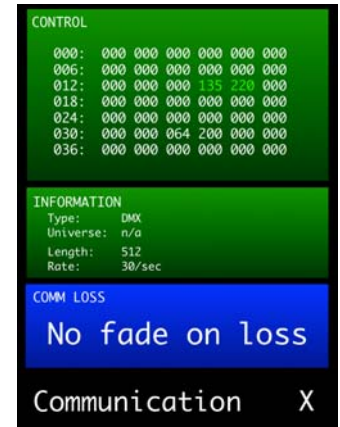 CONTROL
000: 000 000 000 000 000 000
006: 000 000 000 000 000 000
012: 000 000 000 135 220 000
018: 000 000 000 000 000 000
024: 000 000 000 000 000 000
030: 000 000 064 200 000 000
036: 000 000 000 000 000 000
INFORMATION
Type: DMX
Universe: n/a
Length: 512
Rate: 30/sec
COMM LOSS
No fade on loss
Communication X